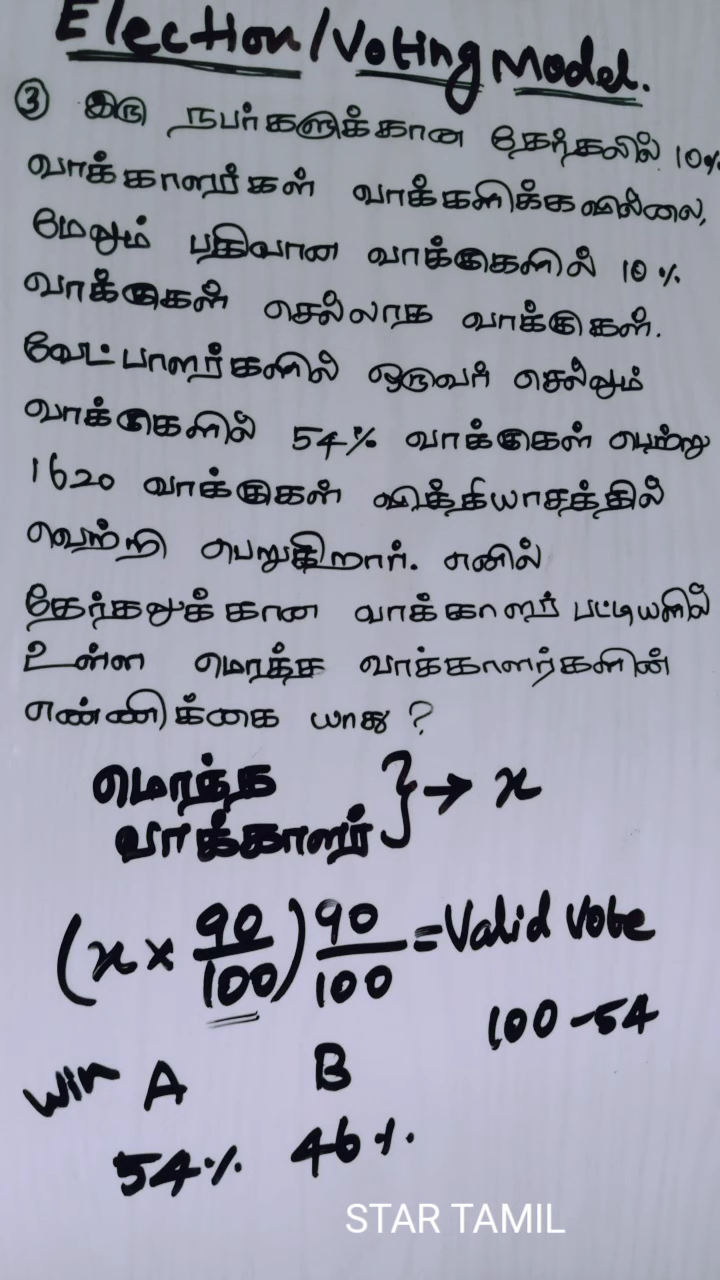 Election/Voting Model.
③ இரு நபர்களுக்கான தேர்தலில் 10%
வாக்காளர்கள் வாக்களிக்கவில்லை,
மேலும் பதிவான வாக்குகளில் 10%
வாக்குகள் செல்லாத வாக்குகள்.
வேட்பாளர்களில் ஒருவர் செல்லும்
வாக்குகளில் 54% வாக்குகள் பெற்று
1620 வாக்குகள் வித்தியாசத்தில்
வெற்றி பெறுகிறார். எனில்
தேர்தலுக்கான வாக்காளர் பட்டியலில்
உள்ள மொத்த வாக்காளர்களின்
எண்ணிக்கை யாது?
மொத்த
வாக்காளர் } → x
(x × 90/100) 90/100 = Valid Vote
100 - 54
Win A B
54% 46%.
STAR TAMIL